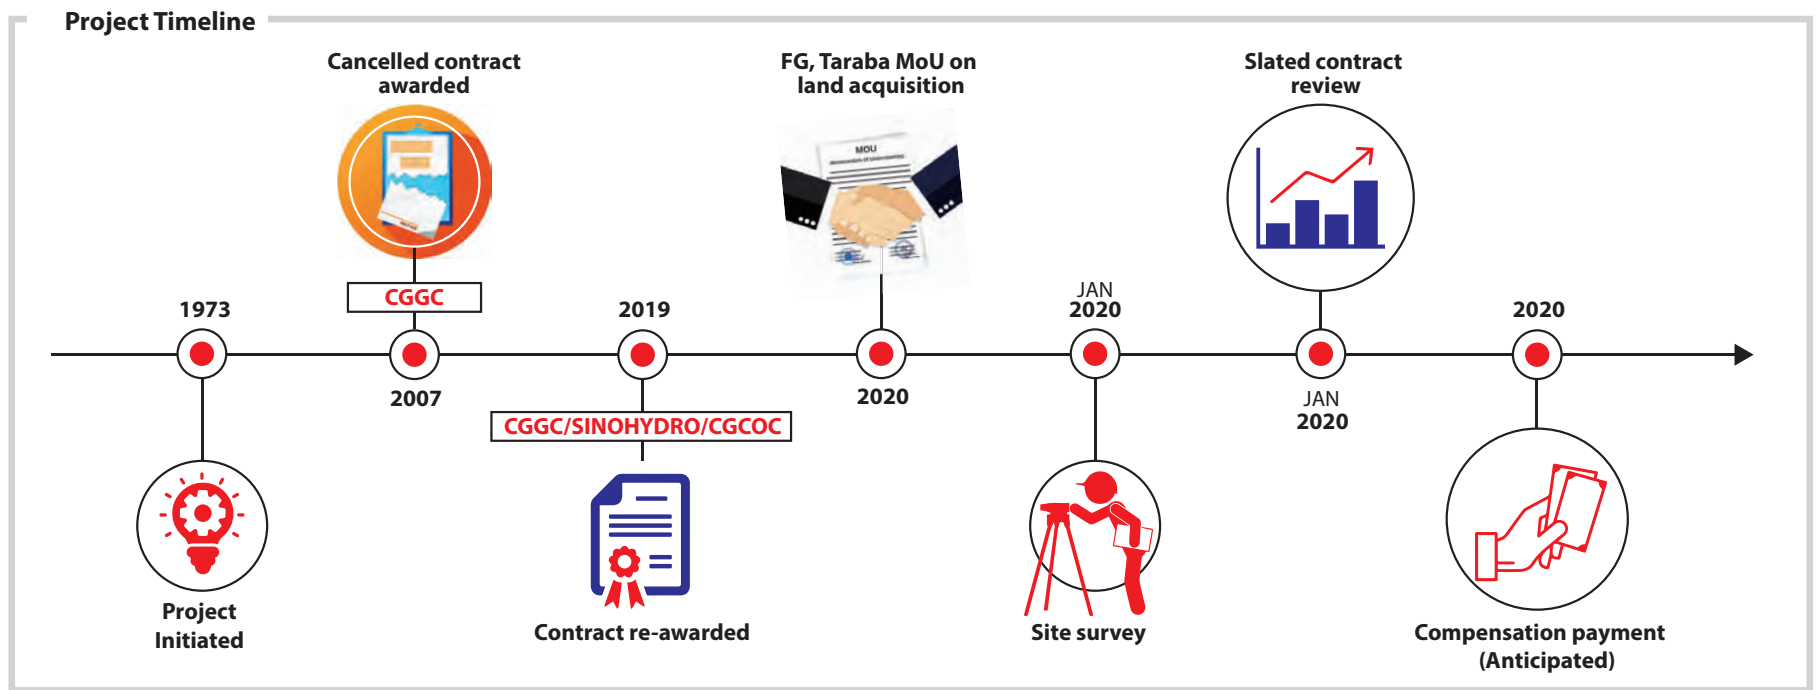 Project Timeline
Cancelled contract
awarded
CGGC
1973
2007
Project
Initiated
2019
CGGC/SINOHYDRO/CGCOC
Contract re-awarded
FG, Taraba MoU on
land acquisition
MOU
2020
JAN
2020
Site survey
Slated contract
review
JAN
2020
2020
Compensation payment
(Anticipated)